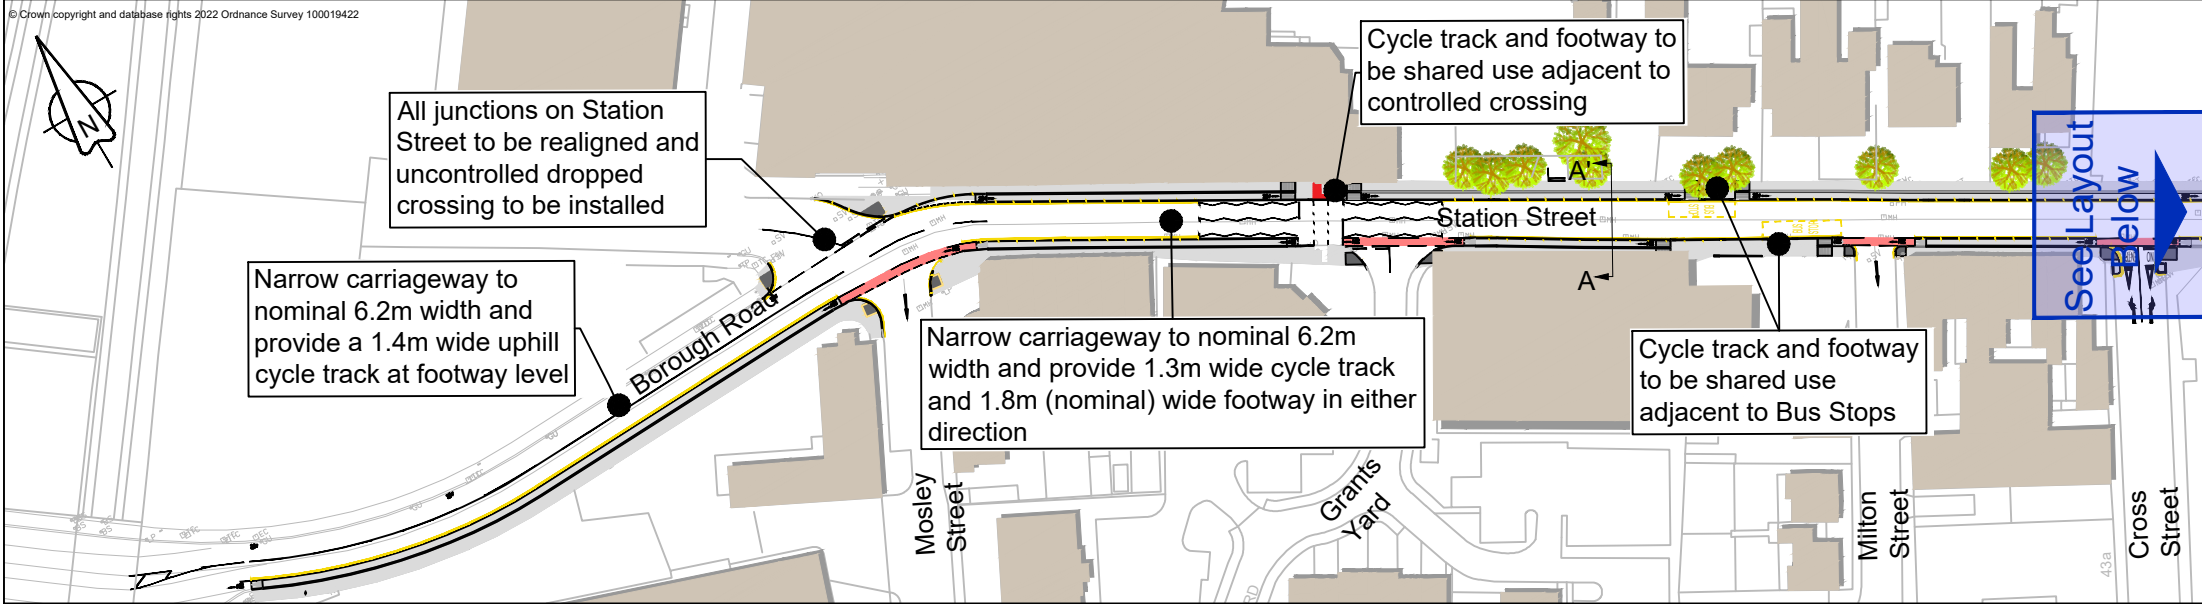 © Crown copyright and database rights 2022 Ordnance Survey 100019422
N
All junctions on Station
Street to be realigned and
uncontrolled dropped
crossing to be installed
Cycle track and footway to
be shared use adjacent to
controlled crossing
Narrow carriageway to
nominal 6.2m width and
provide a 1.4m wide uphill
cycle track at footway level
Borough Road
Station Street
A'
A
Narrow carriageway to nominal 6.2m
width and provide 1.3m wide cycle track
and 1.8m (nominal) wide footway in either
direction
Cycle track and footway
to be shared use
adjacent to Bus Stops
See Layout
Below
Mosley
Street
Grants
Yard
Milton
Street
Cross
Street
43a